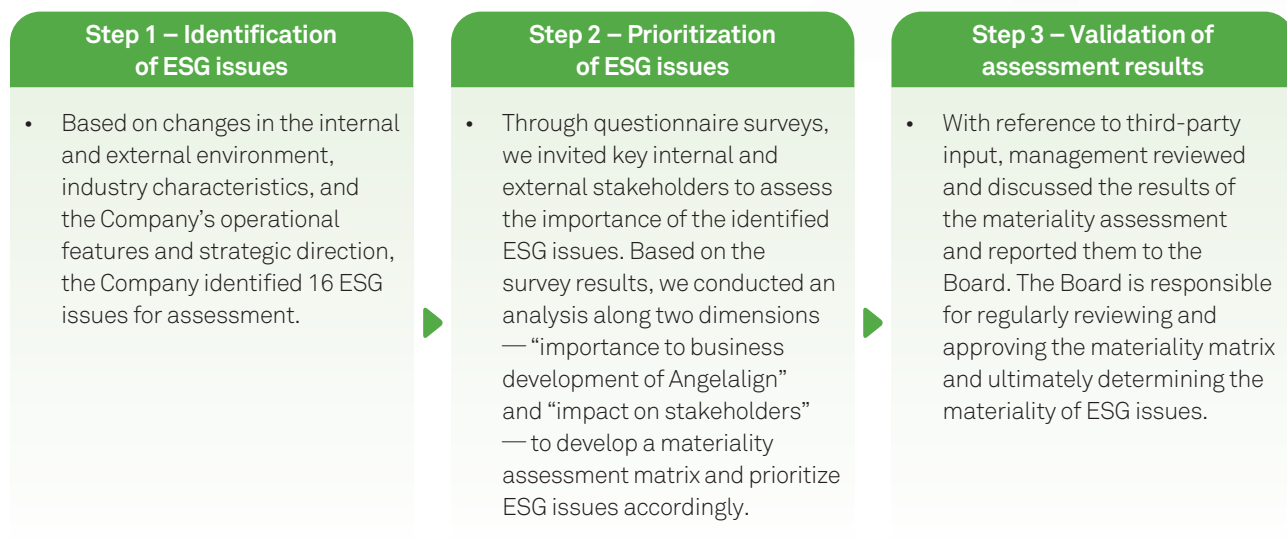 Step 1 – Identification
of ESG issues
• Based on changes in the internal
and external environment,
industry characteristics, and
the Company’s operational
features and strategic direction,
the Company identified 16 ESG
issues for assessment.
Step 2 – Prioritization
of ESG issues
• Through questionnaire surveys,
we invited key internal and
external stakeholders to assess
the importance of the identified
ESG issues. Based on the
survey results, we conducted an
analysis along two dimensions
— “importance to business
development of Angelalign”
and “impact on stakeholders”
— to develop a materiality
assessment matrix and prioritize
ESG issues accordingly.
Step 3 – Validation of
assessment results
• With reference to third-party
input, management reviewed
and discussed the results of
the materiality assessment
and reported them to the
Board. The Board is responsible
for regularly reviewing and
approving the materiality matrix
and ultimately determining the
materiality of ESG issues.